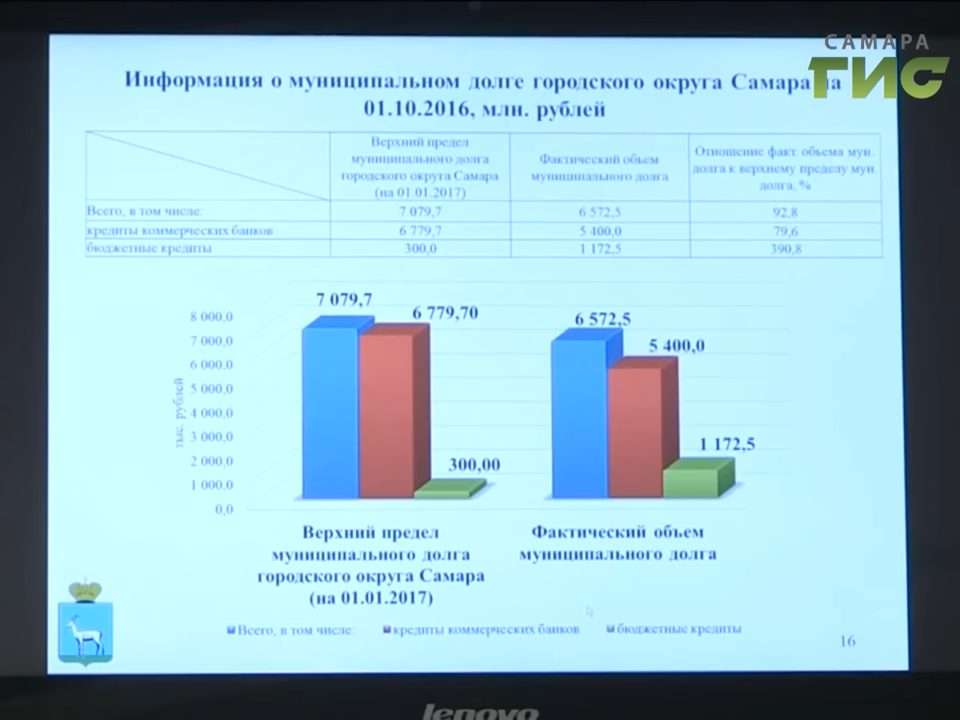 САМАРА
ТИС
Информация о муниципальном долге городского округа Самара на
01.10.2016, млн. рублей
Верхний предел
муниципального долга
городского округа Самара
(на 01.01.2017)
Фактический объем
муниципального долга
Отношение факт. объема мун.
долга к верхнему пределу мун.
долга, %
Всего, в том числе: 7 079,7 6 572,5 92,8
кредиты коммерческих банков 6 779,7 5 400,0 79,6
бюджетные кредиты 300,0 1 172,5 390,8
тыс. рублей
8 000,0
7 000,0
6 000,0
5 000,0
4 000,0
3 000,0
2 000,0
1 000,0
0,0
7 079,7
6 779,70
300,00
6 572,5
5 400,0
1 172,5
Верхний предел
муниципального долга
городского округа Самара
(на 01.01.2017)
Фактический объем
муниципального долга
Всего, в том числе: кредиты коммерческих банков бюджетные кредиты
16
lenovo